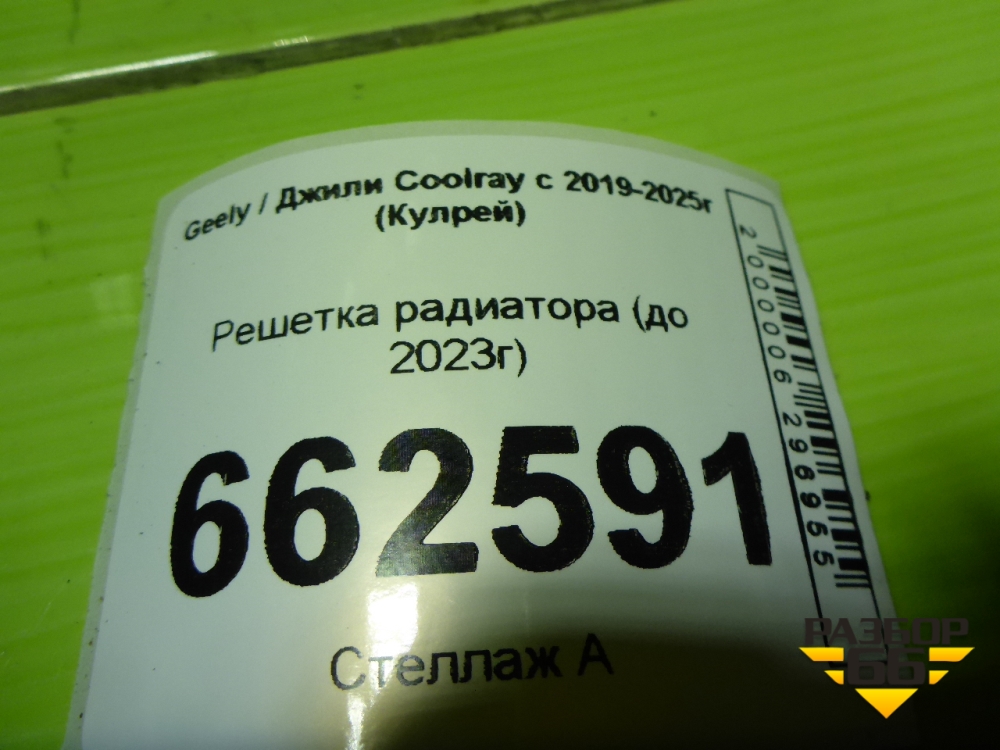 Geely / Джили Coolray с 2019-2025г
(Кулрей)
Решетка радиатора (до
2023г)
662591
Стеллаж А
2000006296955
РАЗБОР
66